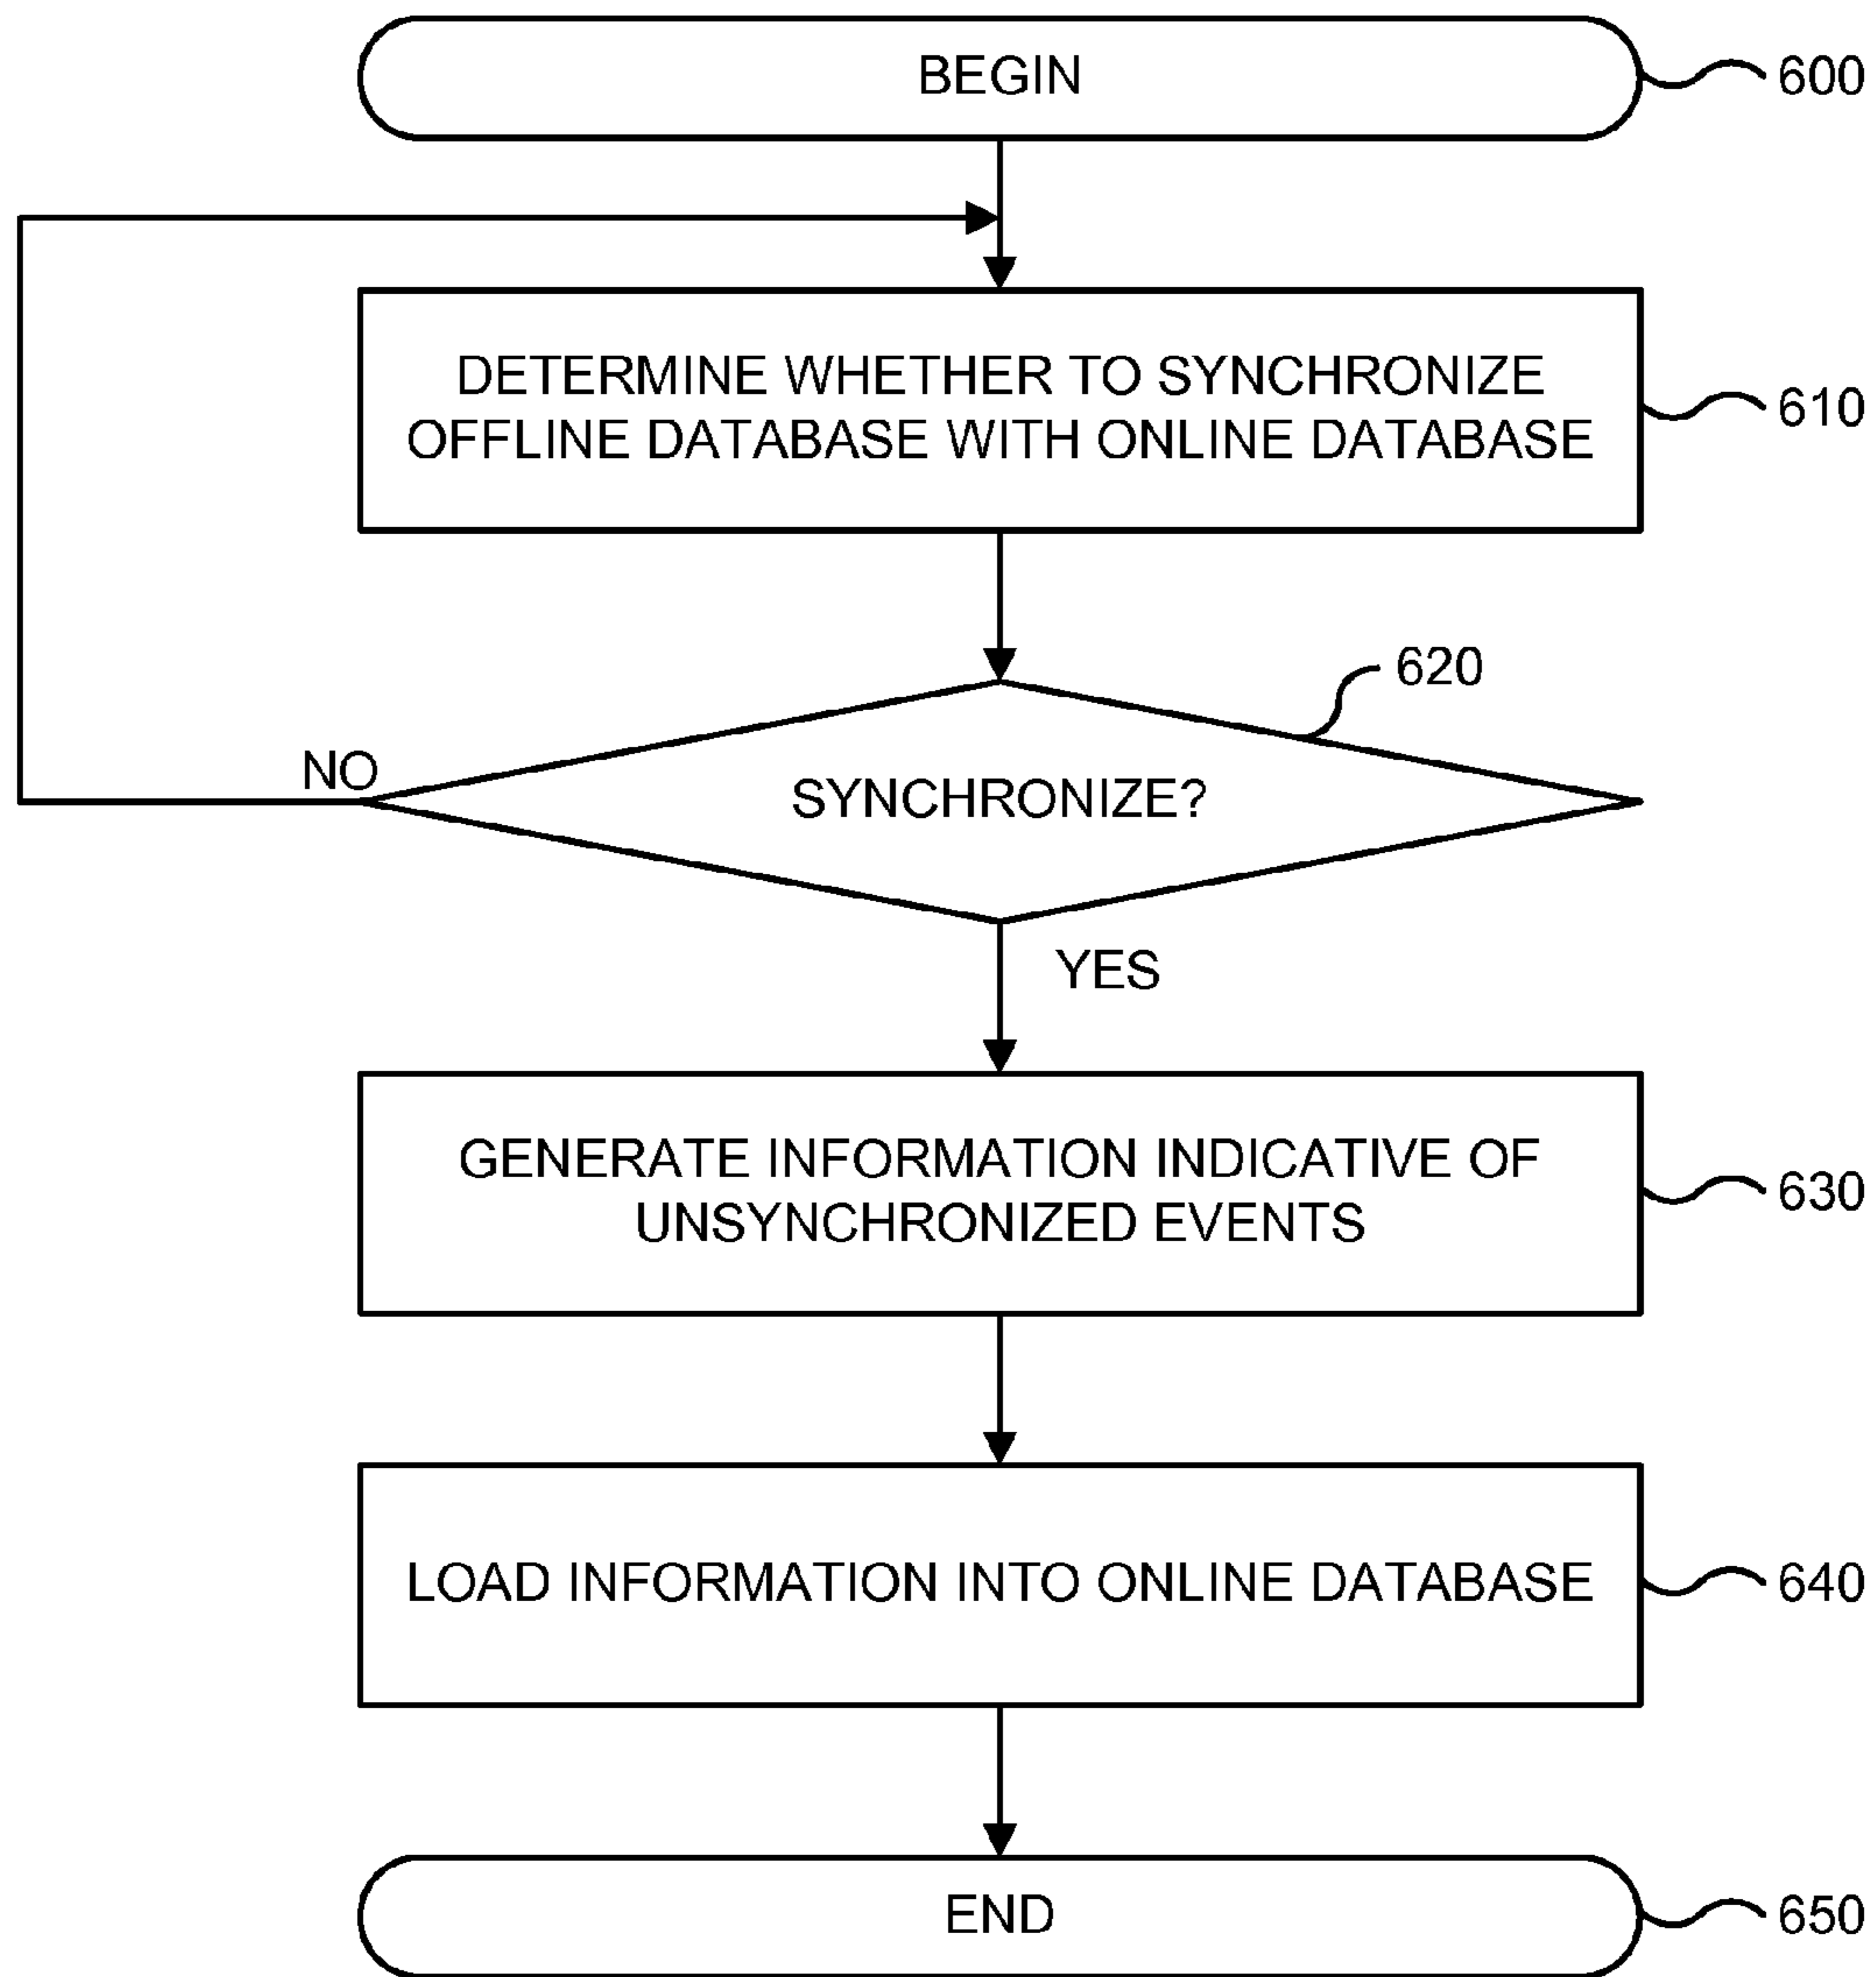 BEGIN
600
DETERMINE WHETHER TO SYNCHRONIZE
OFFLINE DATABASE WITH ONLINE DATABASE
610
620
NO
SYNCHRONIZE?
YES
GENERATE INFORMATION INDICATIVE OF
UNSYNCHRONIZED EVENTS
630
LOAD INFORMATION INTO ONLINE DATABASE
640
END
650